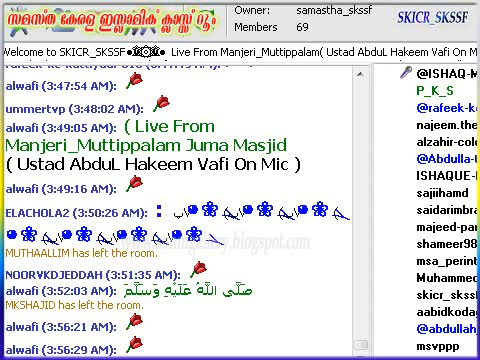 സമസ്ത കേരള ഇസ്ലാമിക് ക്ലാസ്സ് റൂം
Owner: samastha_skssf
Members 69
SKICR_SKSSF
Welcome to SKICR_SKSSF Live From Manjeri_Muttippalam( Ustad AbduL Hakeem Vafi On M
alwafi (3:47:54 AM):
ummertvp (3:48:02 AM):
alwafi (3:49:05 AM): ( Live From
Manjeri_Muttippalam Juma Masjid
( Ustad AbduL Hakeem Vafi On Mic )
alwafi (3:49:16 AM):
ELACHOLA2 (3:50:26 AM): :
MUTHAALLIM has left the room.
NOORYKDJEDDAH (3:51:35 AM):
alwafi (3:52:03 AM): صَلَّى اللَّهُ عَلَيْهِ وَسَلَّمَ
MKSHAJID has left the room.
alwafi (3:56:21 AM):
alwafi (3:56:29 AM):
@ISHAQ-M
P_K_S
@rafeek-k
najeem.the
alzahir-col
@Abdulla-
ISHAQUE-
sajiihamd
saidarimbra
majeed-par
shameer98
msa_perint
Muhammed
skicr_skssf
aabidkodag
@abdullah_
msvppp